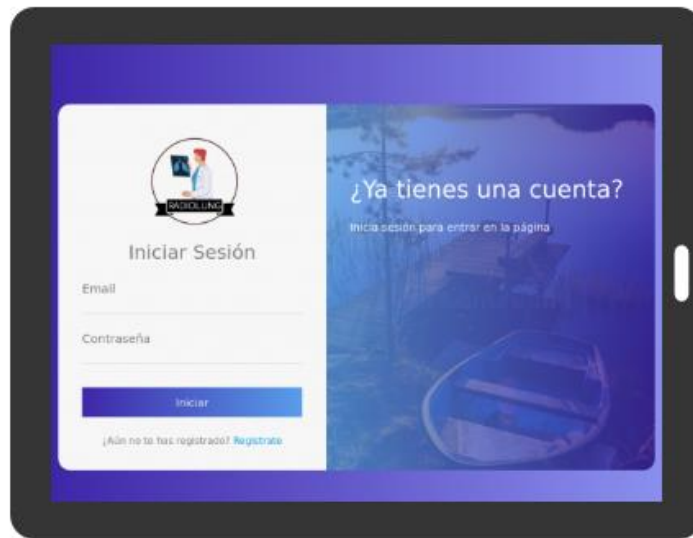 RADIOLUNG
Iniciar Sesión
Email
Contraseña
Iniciar
¿Aún no te has registrado? Regístrate
¿Ya tienes una cuenta?
Inicia sesión para entrar en la página